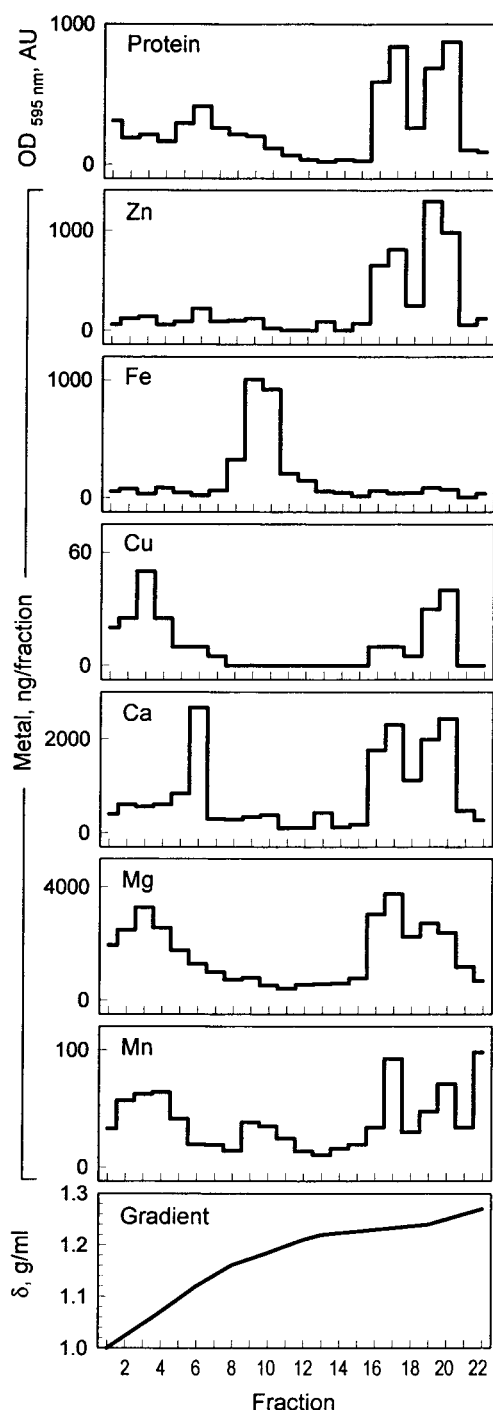 1000
Protein
0
OD 595 nm, AU
Zn
1000
0
Fe
1000
0
Cu
60
0
Ca
2000
0
Mg
4000
0
Mn
100
0
Metal, ng/fraction
1.3
Gradient
1.2
1.1
1.0
δ, g/ml
2 4 6 8 10 12 14 16 18 20 22
Fraction